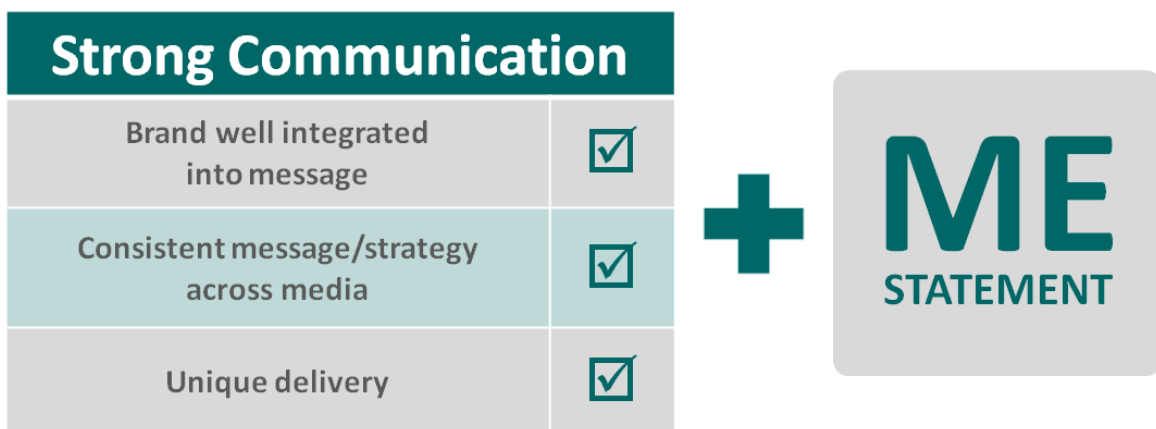 Strong Communication
Brand well integrated
into message
Consistent message/strategy
across media
Unique delivery
ME
STATEMENT